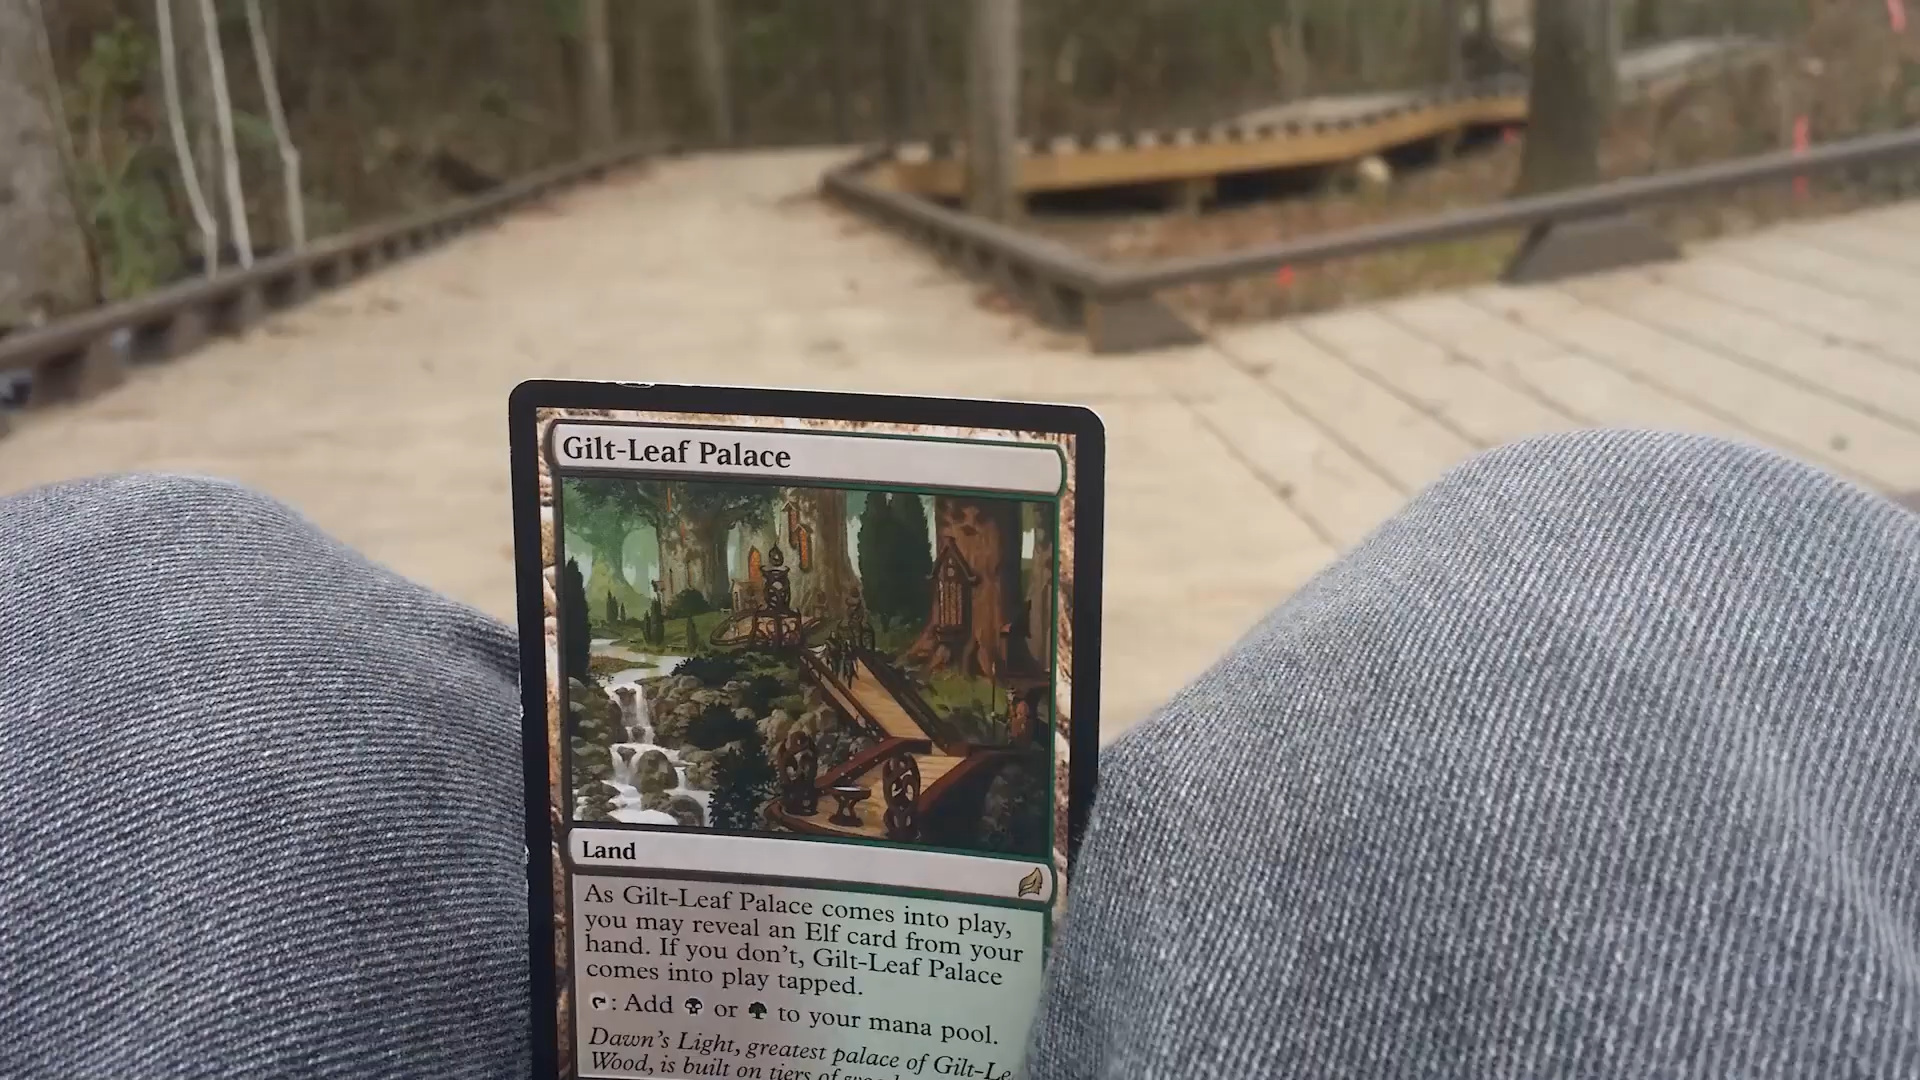 Gilt-Leaf Palace
Land
As Gilt-Leaf Palace comes into play,
you may reveal an Elf card from your
hand. If you don't, Gilt-Leaf Palace
comes into play tapped.
: Add or to your mana pool.
Dawn's Light, greatest palace of Gilt-Le
Wood, is built on tiers of